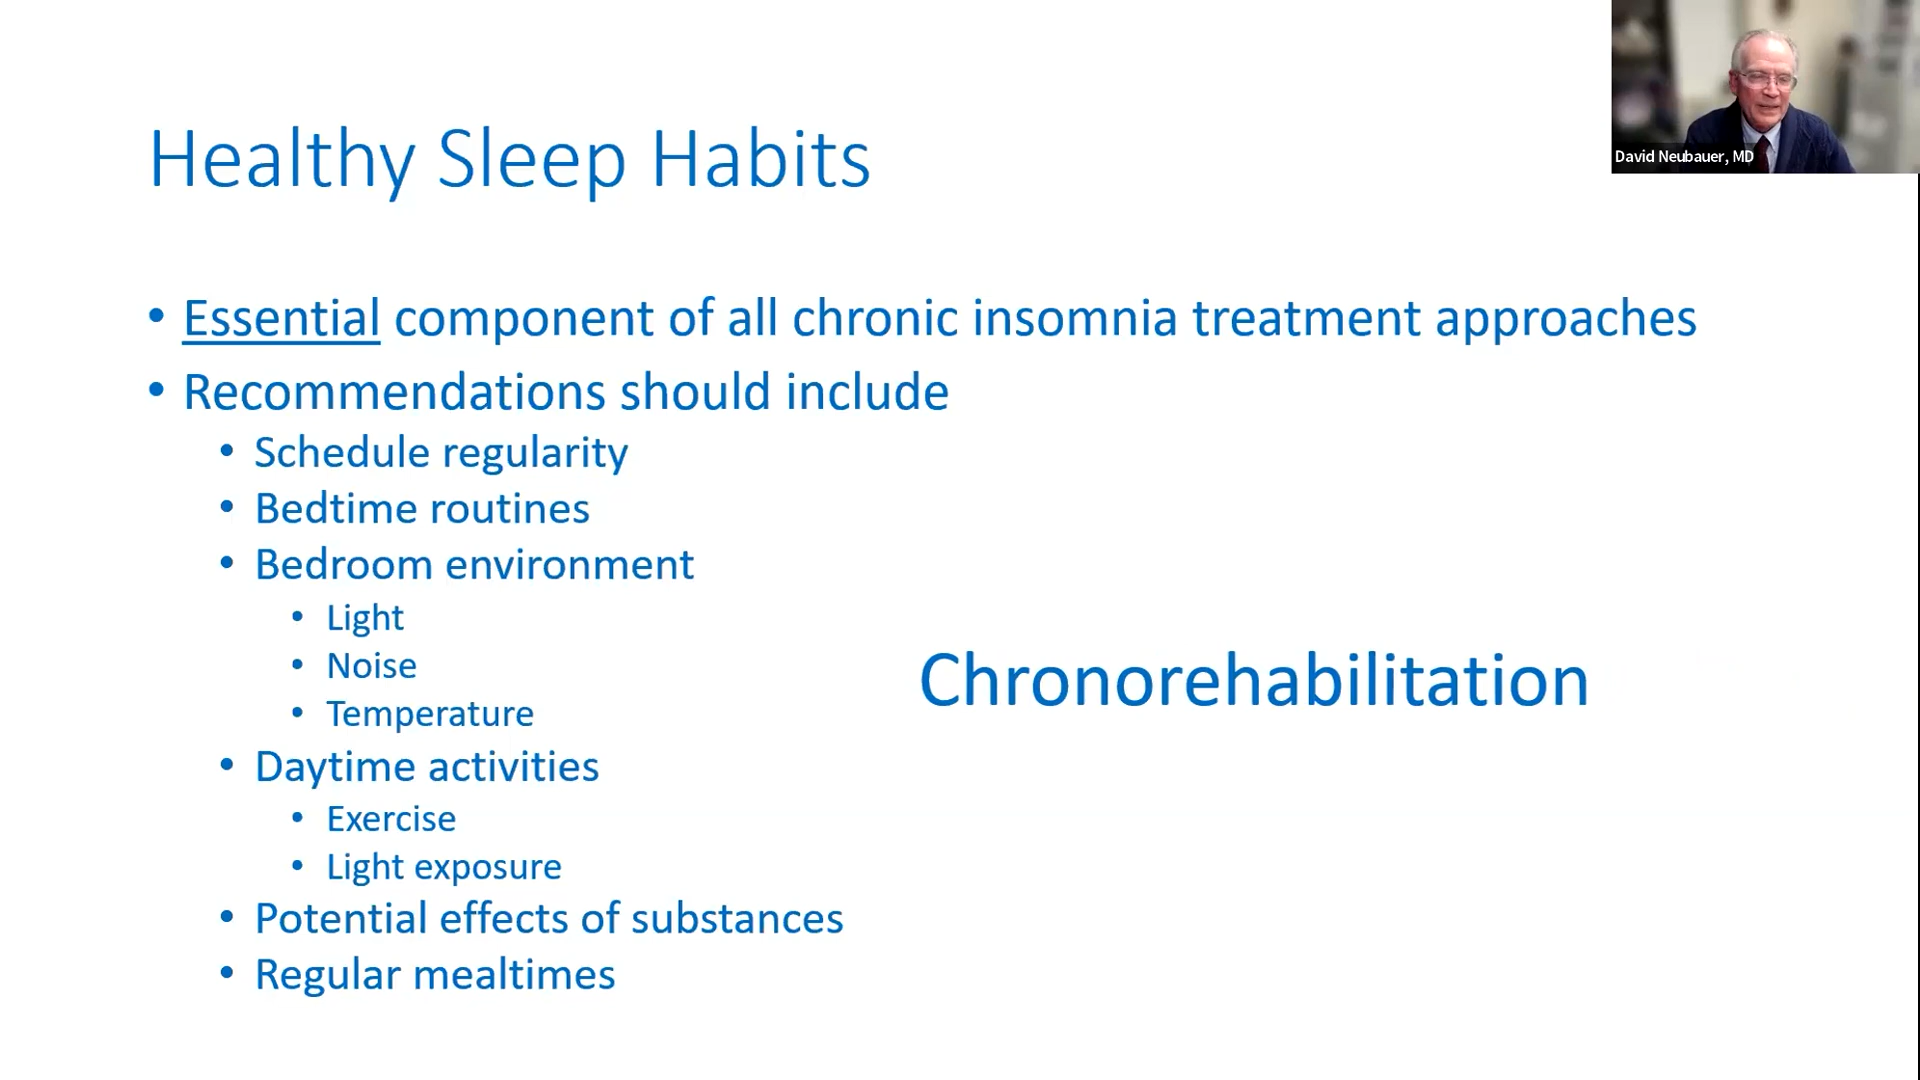 David Neubauer, MD
Healthy Sleep Habits
• Essential component of all chronic insomnia treatment approaches
• Recommendations should include
• Schedule regularity
• Bedtime routines
• Bedroom environment
• Light
• Noise
• Temperature
• Daytime activities
• Exercise
• Light exposure
• Potential effects of substances
• Regular mealtimes
Chronorehabilitation